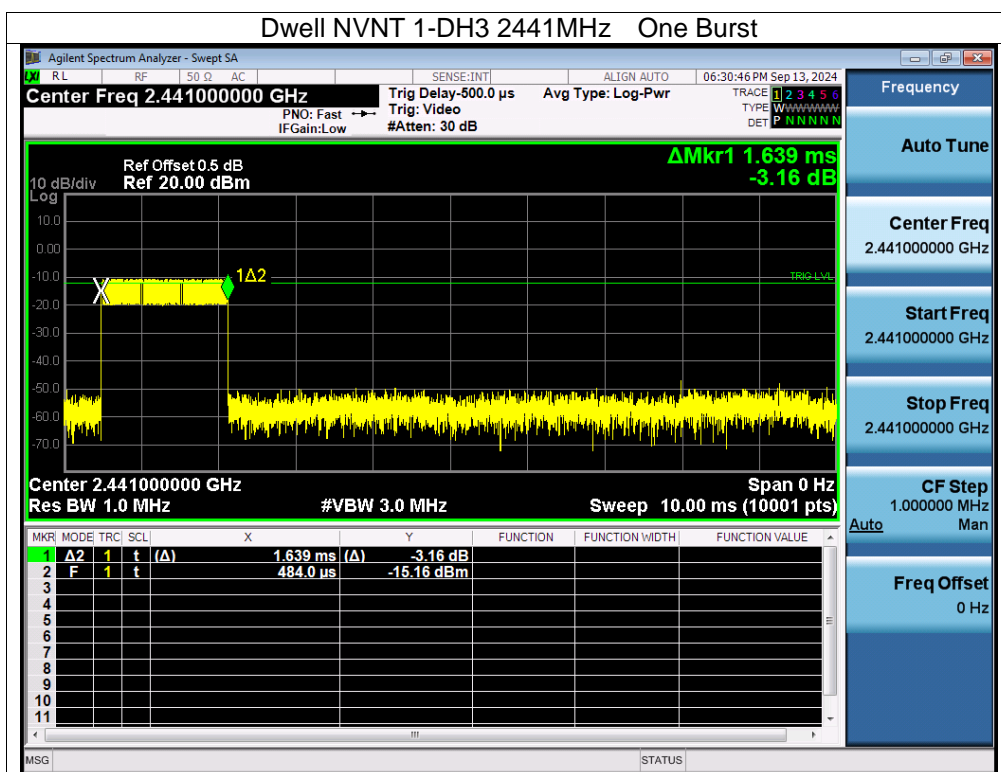 Dwell NVNT 1-DH3 2441MHz One Burst
Agilent Spectrum Analyzer - Swept SA
LXI RL RF 50 Ω AC SENSE:INT ALIGN AUTO 06:30:46 PM Sep 13, 2024
Center Freq 2.441000000 GHz Trig Delay-500.0 μs Avg Type: Log-Pwr TRACE 1 2 3 4 5 6
PNO: Fast Trig: Video TYPE WWWWWWW
IFGain:Low #Atten: 30 dB DET P N N N N N
Frequency
ΔMkr1 1.639 ms
-3.16 dB
Ref Offset 0.5 dB
10 dB/div Ref 20.00 dBm
Log
10.0
0.00
-10.0
-20.0
-30.0
-40.0
-50.0
-60.0
-70.0
1Δ2
TRIG LVL
X
Center 2.441000000 GHz Span 0 Hz
Res BW 1.0 MHz #VBW 3.0 MHz Sweep 10.00 ms (10001 pts)
MKR MODE TRC SCL X Y FUNCTION FUNCTION WIDTH FUNCTION VALUE
1 Δ2 1 t (Δ) 1.639 ms (Δ) -3.16 dB
2 F 1 t 484.0 μs -15.16 dBm
3
4
5
6
7
8
9
10
11
MSG STATUS
Auto Tune
Center Freq
2.441000000 GHz
Start Freq
2.441000000 GHz
Stop Freq
2.441000000 GHz
CF Step
1.000000 MHz
Auto Man
Freq Offset
0 Hz